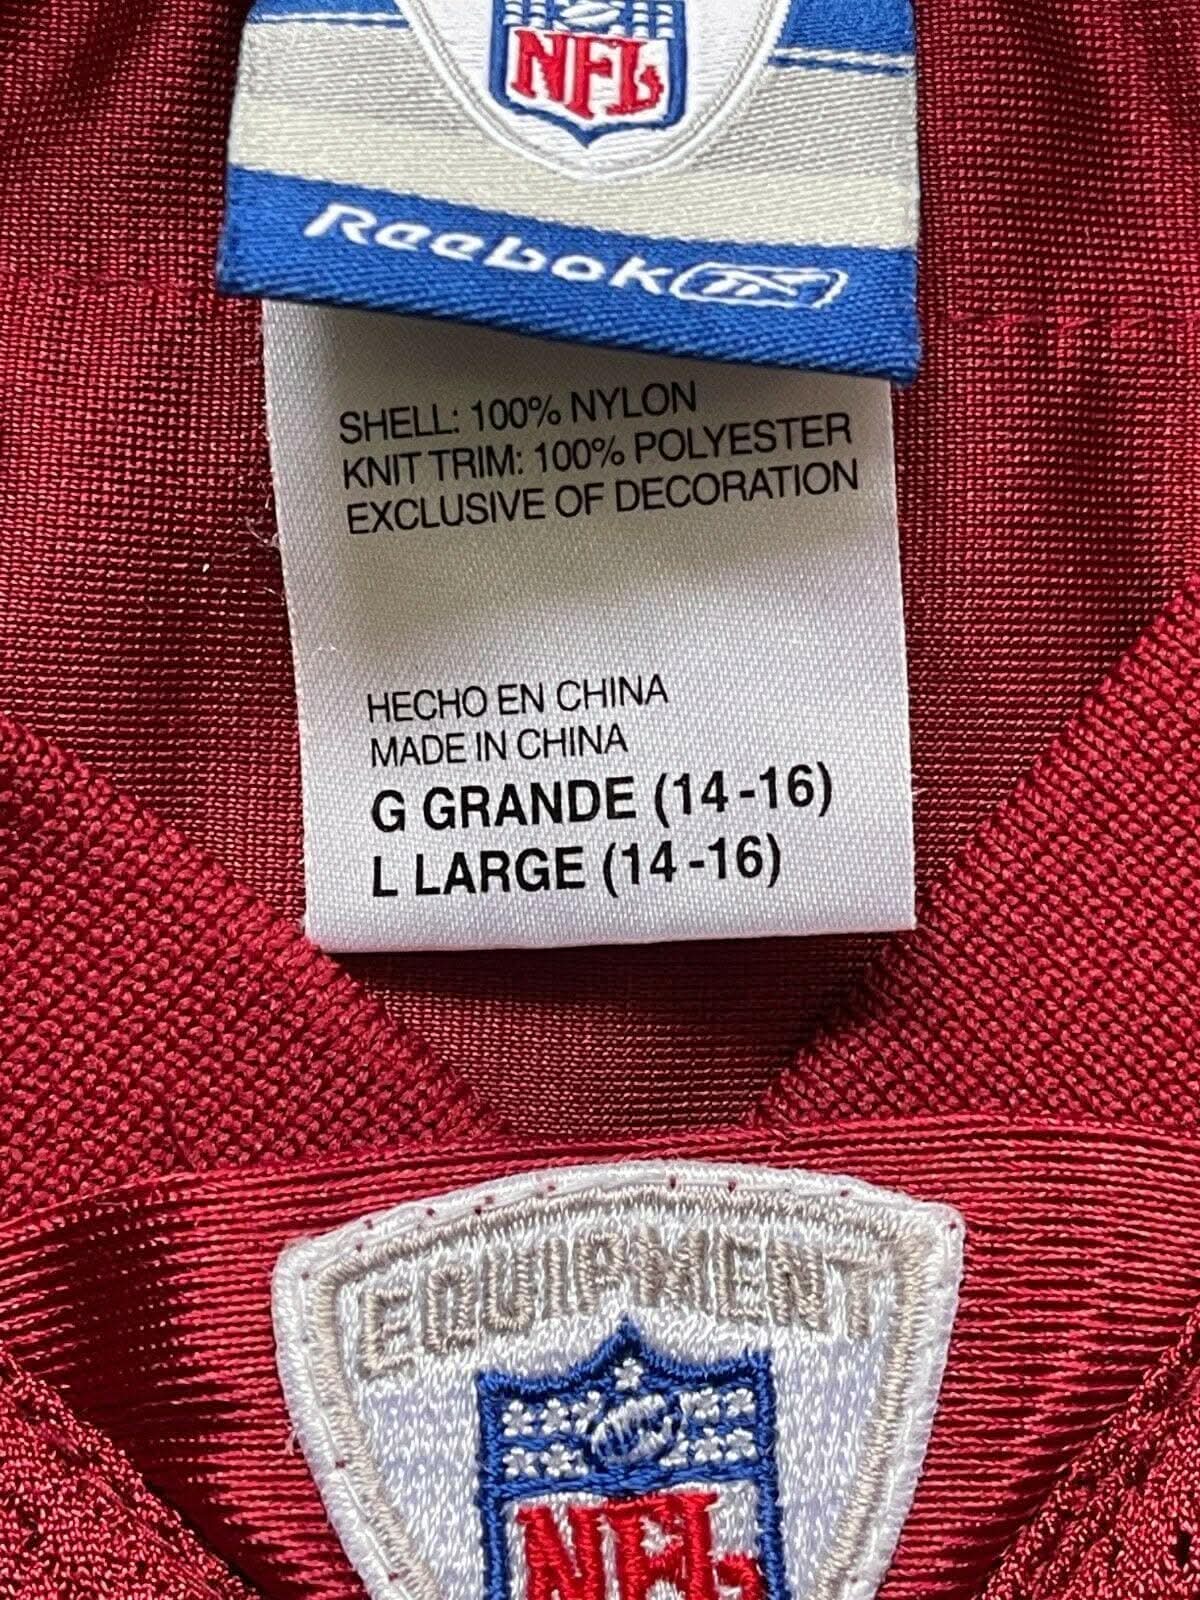 NFL
Reebok
SHELL: 100% NYLON
KNIT TRIM: 100% POLYESTER
EXCLUSIVE OF DECORATION
HECHO EN CHINA
MADE IN CHINA
G GRANDE (14-16)
L LARGE (14-16)
EQUIPMENT
NFL